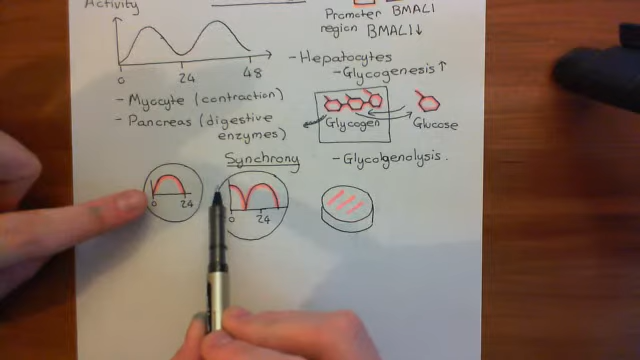 Activity
Promoter BMAL1
region BMAL1↓
0 24 48
- Hepatocytes
- Glycogenesis ↑
- Myocyte (contraction)
- Pancreas (digestive
enzymes)
Glycogen Glucose
Synchrony
- Glycolgenolysis.
0 24
0 24